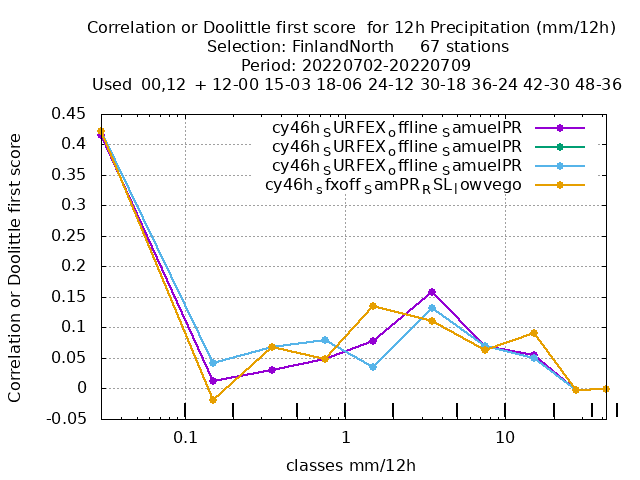 Correlation or Doolittle first score  for 12h Precipitation (mm/12h)
Selection: FinlandNorth     67 stations
Period: 20220702-20220709
Used  00,12  + 12-00 15-03 18-06 24-12 30-18 36-24 42-30 48-36
cy46h_SURFEX_offline_SamuelPR
cy46h_SURFEX_offline_SamuelPR
cy46h_SURFEX_offline_SamuelPR
cy46h_sfxoff_SamPR_RSL_lowvego
Correlation or Doolittle first score
0.45
0.4
0.35
0.3
0.25
0.2
0.15
0.1
0.05
0
-0.05
0.1
1
10
classes mm/12h